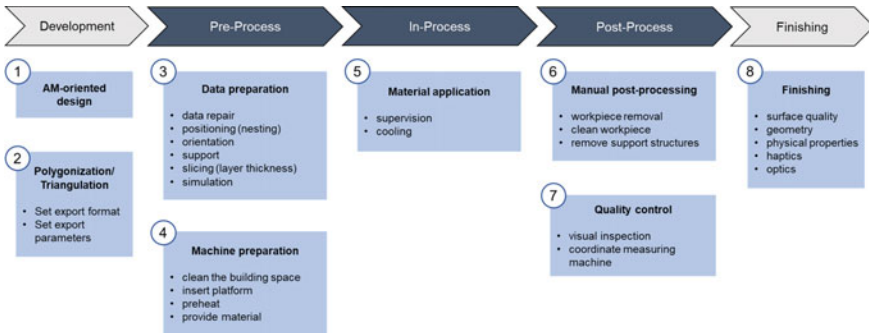 Development
Pre-Process
In-Process
Post-Process
Finishing
1
AM-oriented
design
2
Polygonization/
Triangulation
• Set export format
• Set export
parameters
3
Data preparation
• data repair
• positioning (nesting)
• orientation
• support
• slicing (layer thickness)
• simulation
4
Machine preparation
• clean the building space
• insert platform
• preheat
• provide material
5
Material application
• supervision
• cooling
6
Manual post-processing
• workpiece removal
• clean workpiece
• remove support structures
7
Quality control
• visual inspection
• coordinate measuring
machine
8
Finishing
• surface quality
• geometry
• physical properties
• haptics
• optics